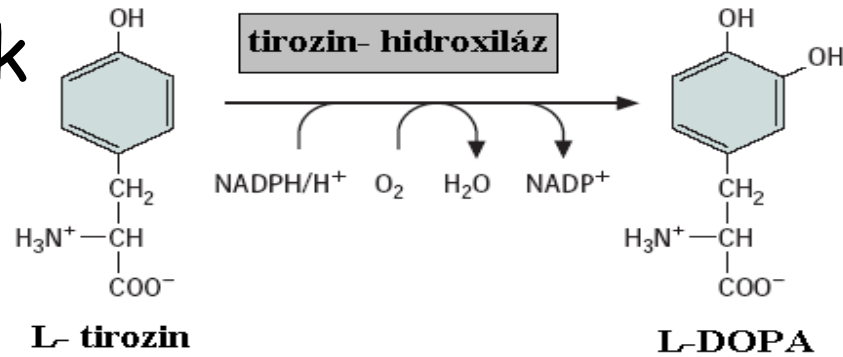 k
OH
tirozin- hidroxiláz
OH
OH
NADPH/H⁺ O₂ H₂O NADP⁺
CH₂
CH₂
H₃N⁺—CH
H₃N⁺—CH
COO⁻
COO⁻
L- tirozin
L-DOPA